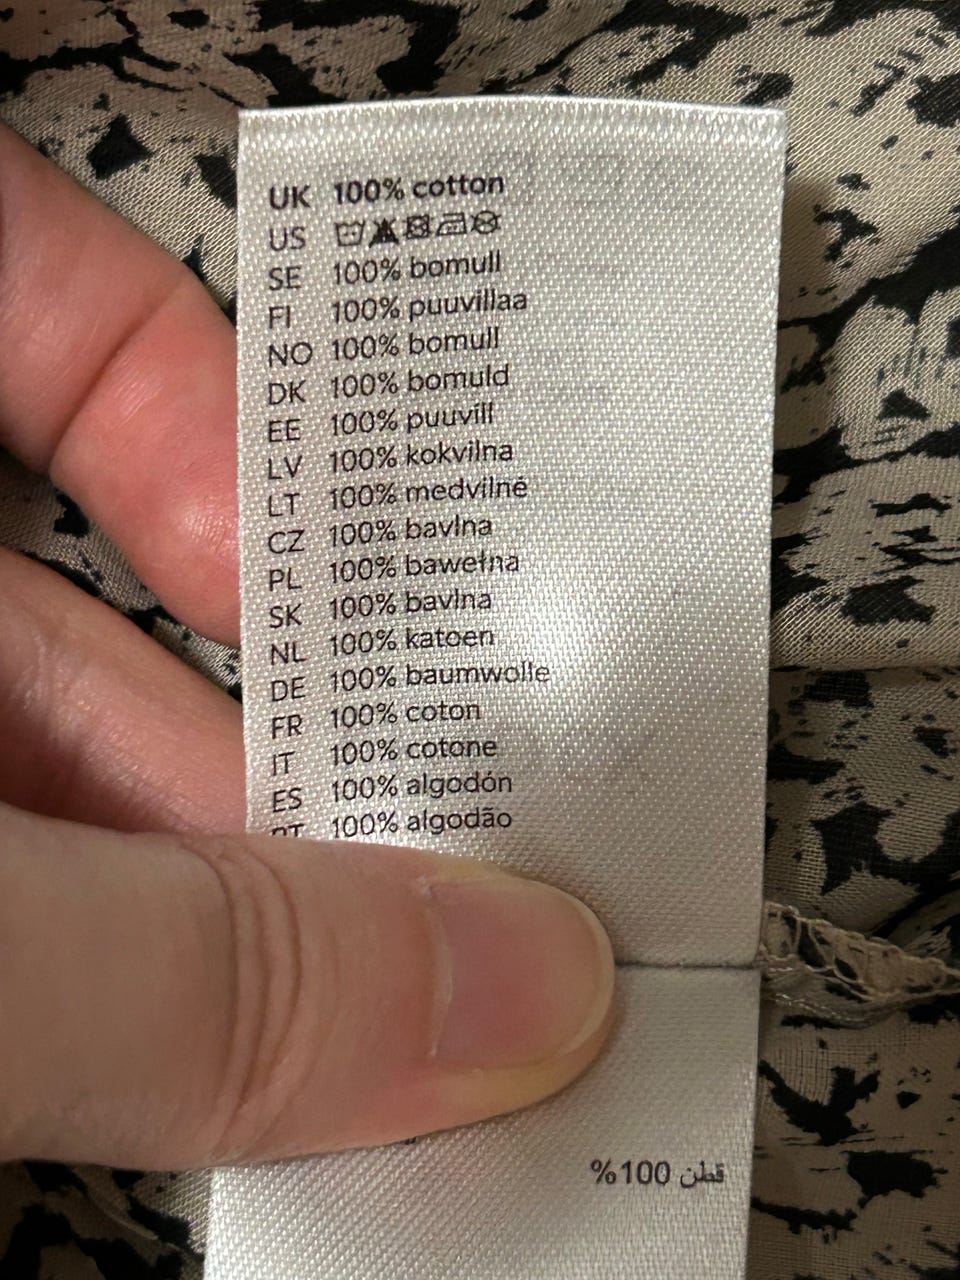 UK 100% cotton
US
SE 100% bomull
FI 100% puuvillaa
NO 100% bomull
DK 100% bomuld
EE 100% puuvill
LV 100% kokvilna
LT 100% medvilnė
CZ 100% bavlna
PL 100% bawełna
SK 100% bavlna
NL 100% katoen
DE 100% baumwolle
FR 100% coton
IT 100% cotone
ES 100% algodón
PT 100% algodão
قطن 100%